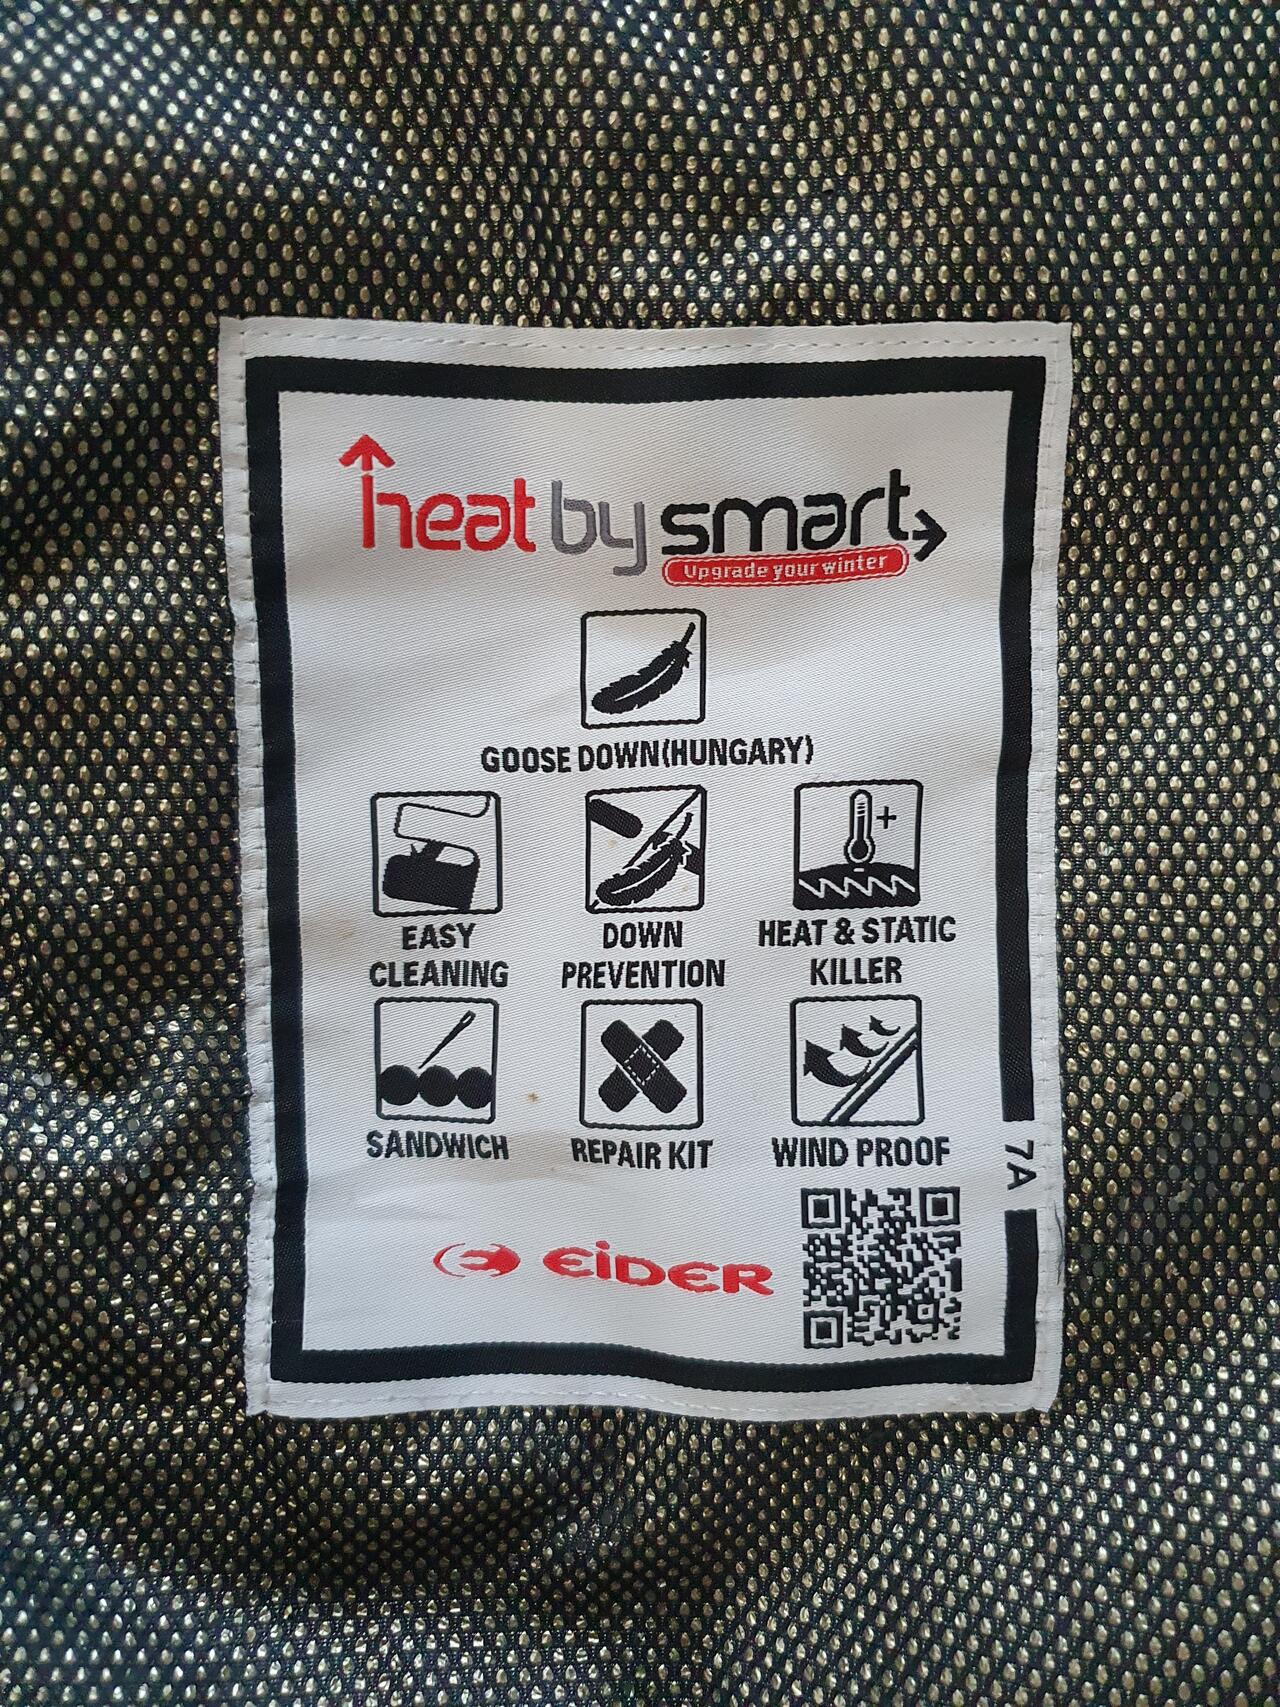 heat by smart
Upgrade your winter
GOOSE DOWN(HUNGARY)
EASY
CLEANING
DOWN
PREVENTION
HEAT & STATIC
KILLER
SANDWICH
REPAIR KIT
WIND PROOF
7A
EiDER